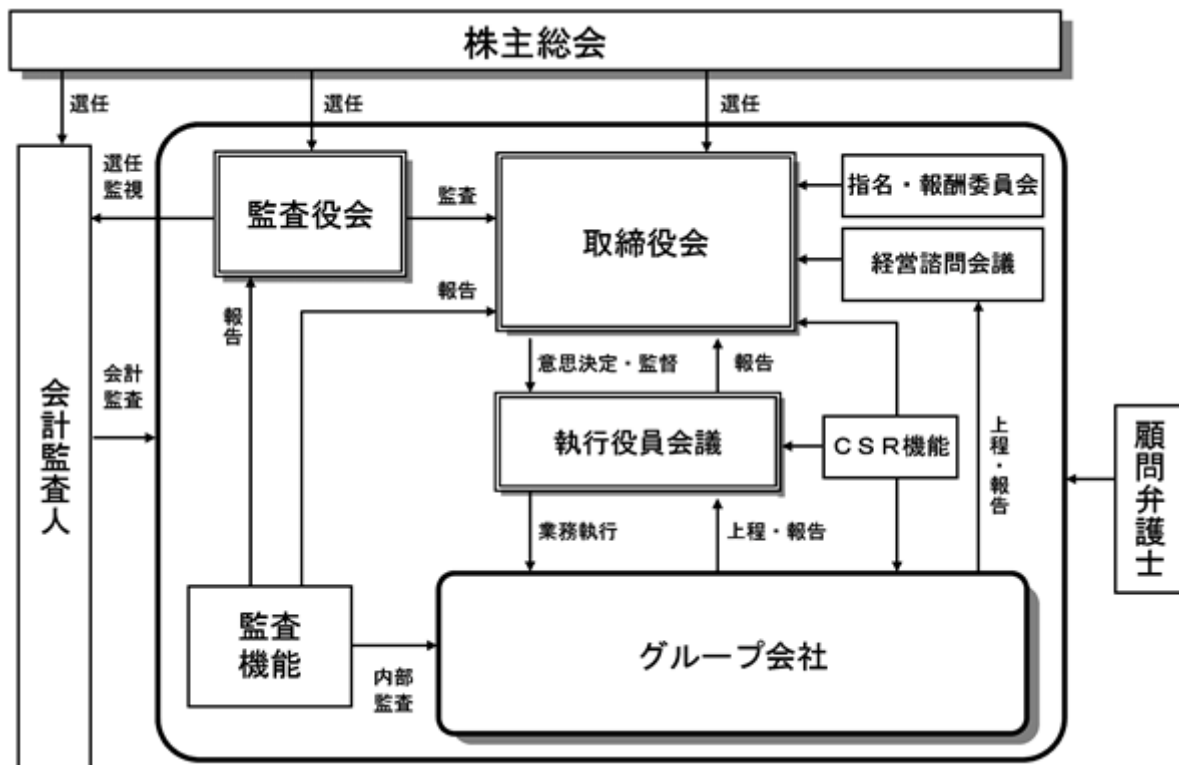 株主総会
選任
選任
選任
選任
監視
監査役会
監査
取締役会
指名・報酬委員会
経営諮問会議
報告
報告
意思決定・監督
報告
会計
監査
会計監査人
執行役員会議
CSR機能
上程・報告
顧問弁護士
業務執行
上程・報告
監査
機能
内部
監査
グループ会社